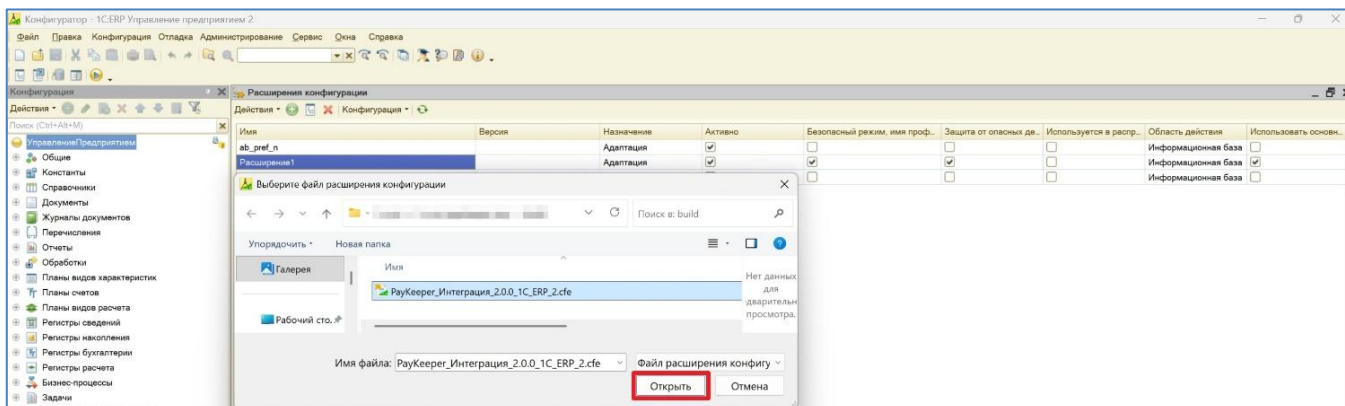 Конфигуратор - 1С:ERP Управление предприятием 2
Файл Правка Конфигурация Отладка Администрирование Сервис Окна Справка
Конфигурация
Действия
Поиск (Ctrl+Alt+M)
УправлениеПредприятием
Общие
Константы
Справочники
Документы
Журналы документов
Перечисления
Отчеты
Обработки
Планы видов характеристик
Планы счетов
Планы видов расчета
Регистры сведений
Регистры накопления
Регистры бухгалтерии
Регистры расчета
Бизнес-процессы
Задачи
Расширения конфигурации
Действия Конфигурация
Имя Версия Назначение Активно Безопасный режим, имя проф... Защита от опасных де... Используется в распр... Область действия Использовать основн...
ab_pref_n Адаптация Информационная база
Расширение1 Адаптация Информационная база
Информационная база
Выберите файл расширения конфигурации
Поиск в: build
Упорядочить Новая папка
Галерея
Рабочий сто.
Имя
PayKeeper_Интеграция_2.0.0_1C_ERP_2.cfe
Нет данных
для
просмотра.
Имя файла: PayKeeper_Интеграция_2.0.0_1C_ERP_2.cfe Файл расширения конфигу
Открыть Отмена